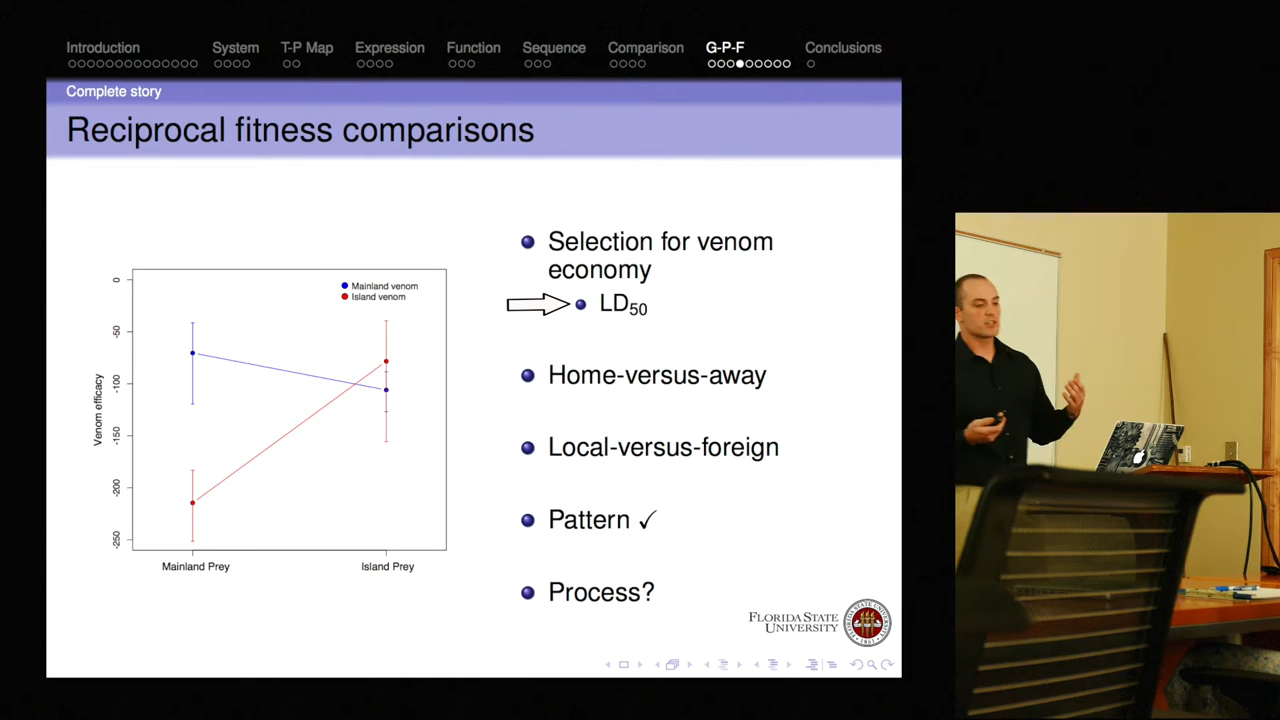 Introduction System T-P Map Expression Function Sequence Comparison G-P-F Conclusions
Complete story
Reciprocal fitness comparisons
Selection for venom
economy
LD50
Home-versus-away
Local-versus-foreign
Pattern ✓
Process?
Mainland venom
Island venom
Venom efficacy
0
-50
-100
-150
-200
-250
Mainland Prey Island Prey
FLORIDA STATE
UNIVERSITY